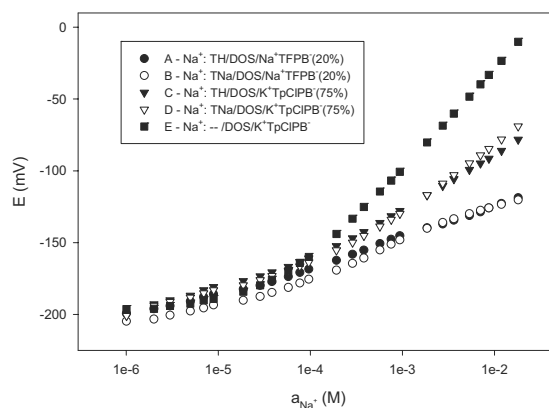 0
-50
-100
-150
-200
E (mV)
A - Na⁺: TH/DOS/Na⁺TFPB⁻(20%)
B - Na⁺: TNa/DOS/Na⁺TFPB⁻(20%)
C - Na⁺: TH/DOS/K⁺TpClPB⁻(75%)
D - Na⁺: TNa/DOS/K⁺TpClPB⁻(75%)
E - Na⁺: -- /DOS/K⁺TpClPB⁻
1e-6 1e-5 1e-4 1e-3 1e-2
a Na⁺ (M)